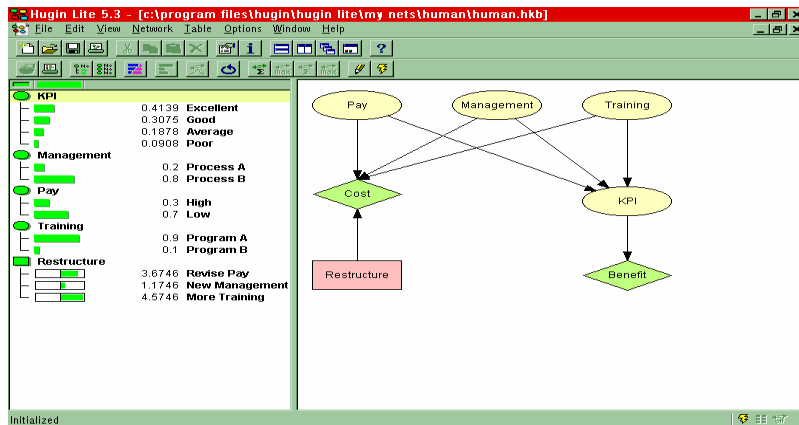 Hugin Lite 5.3 - [c:\program files\hugin\hugin lite\my nets\human\human.hkb]
File Edit View Network Table Options Window Help
KPI
0.4139 Excellent
0.3075 Good
0.1878 Average
0.0908 Poor
Management
0.2 Process A
0.8 Process B
Pay
0.3 High
0.7 Low
Training
0.9 Program A
0.1 Program B
Restructure
3.6746 Revise Pay
1.1746 New Management
4.5746 More Training
Pay
Management
Training
Cost
KPI
Restructure
Benefit
Initialized